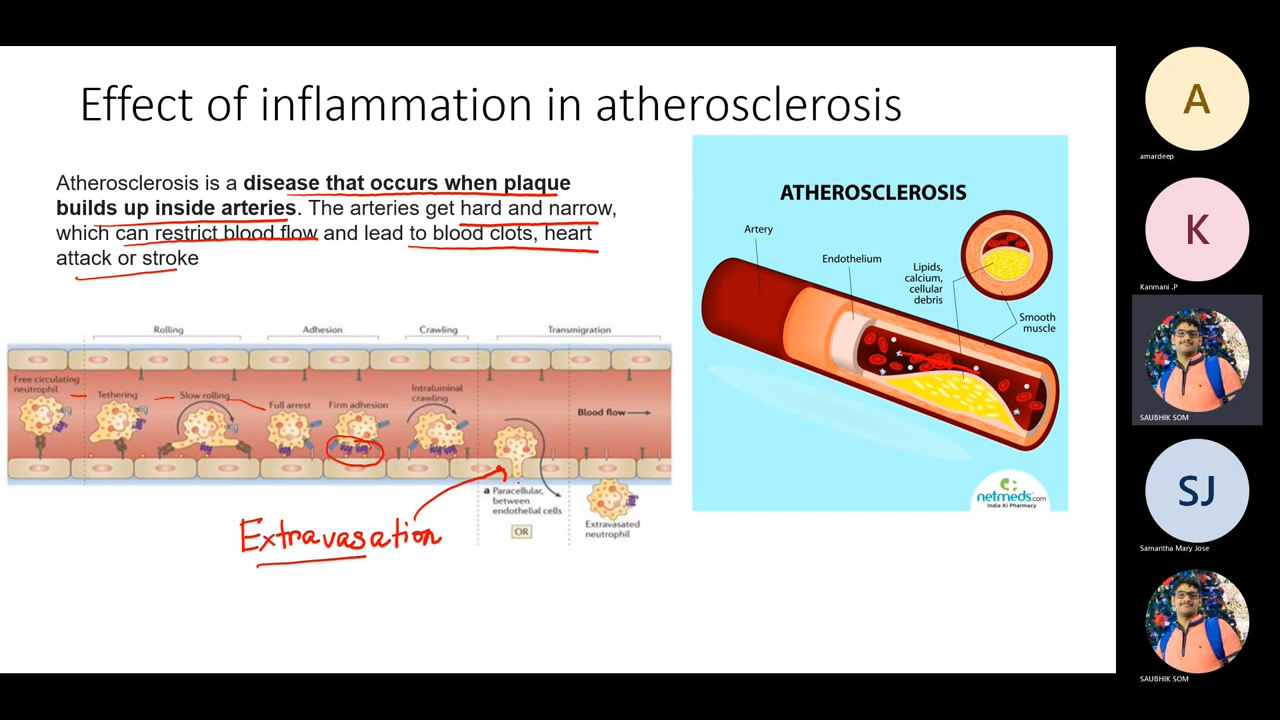 Effect of inflammation in atherosclerosis
Atherosclerosis is a disease that occurs when plaque
builds up inside arteries. The arteries get hard and narrow,
which can restrict blood flow and lead to blood clots, heart
attack or stroke
Rolling
Adhesion
Crawling
Transmigration
Free circulating
neutrophil
Tethering
Slow rolling
Full arrest
Firm adhesion
Intraluminal
crawling
Blood flow
a Paracellular,
between
endothelial cells
OR
Extravasated
neutrophil
Extravasation
ATHEROSCLEROSIS
Artery
Endothelium
Lipids,
calcium,
cellular
debris
Smooth
muscle
netmeds.com
India Ki Pharmacy
A
amardeep
K
Kanmani .P
SAUBHIK SOM
SJ
Samantha Mary Jose
SAUBHIK SOM